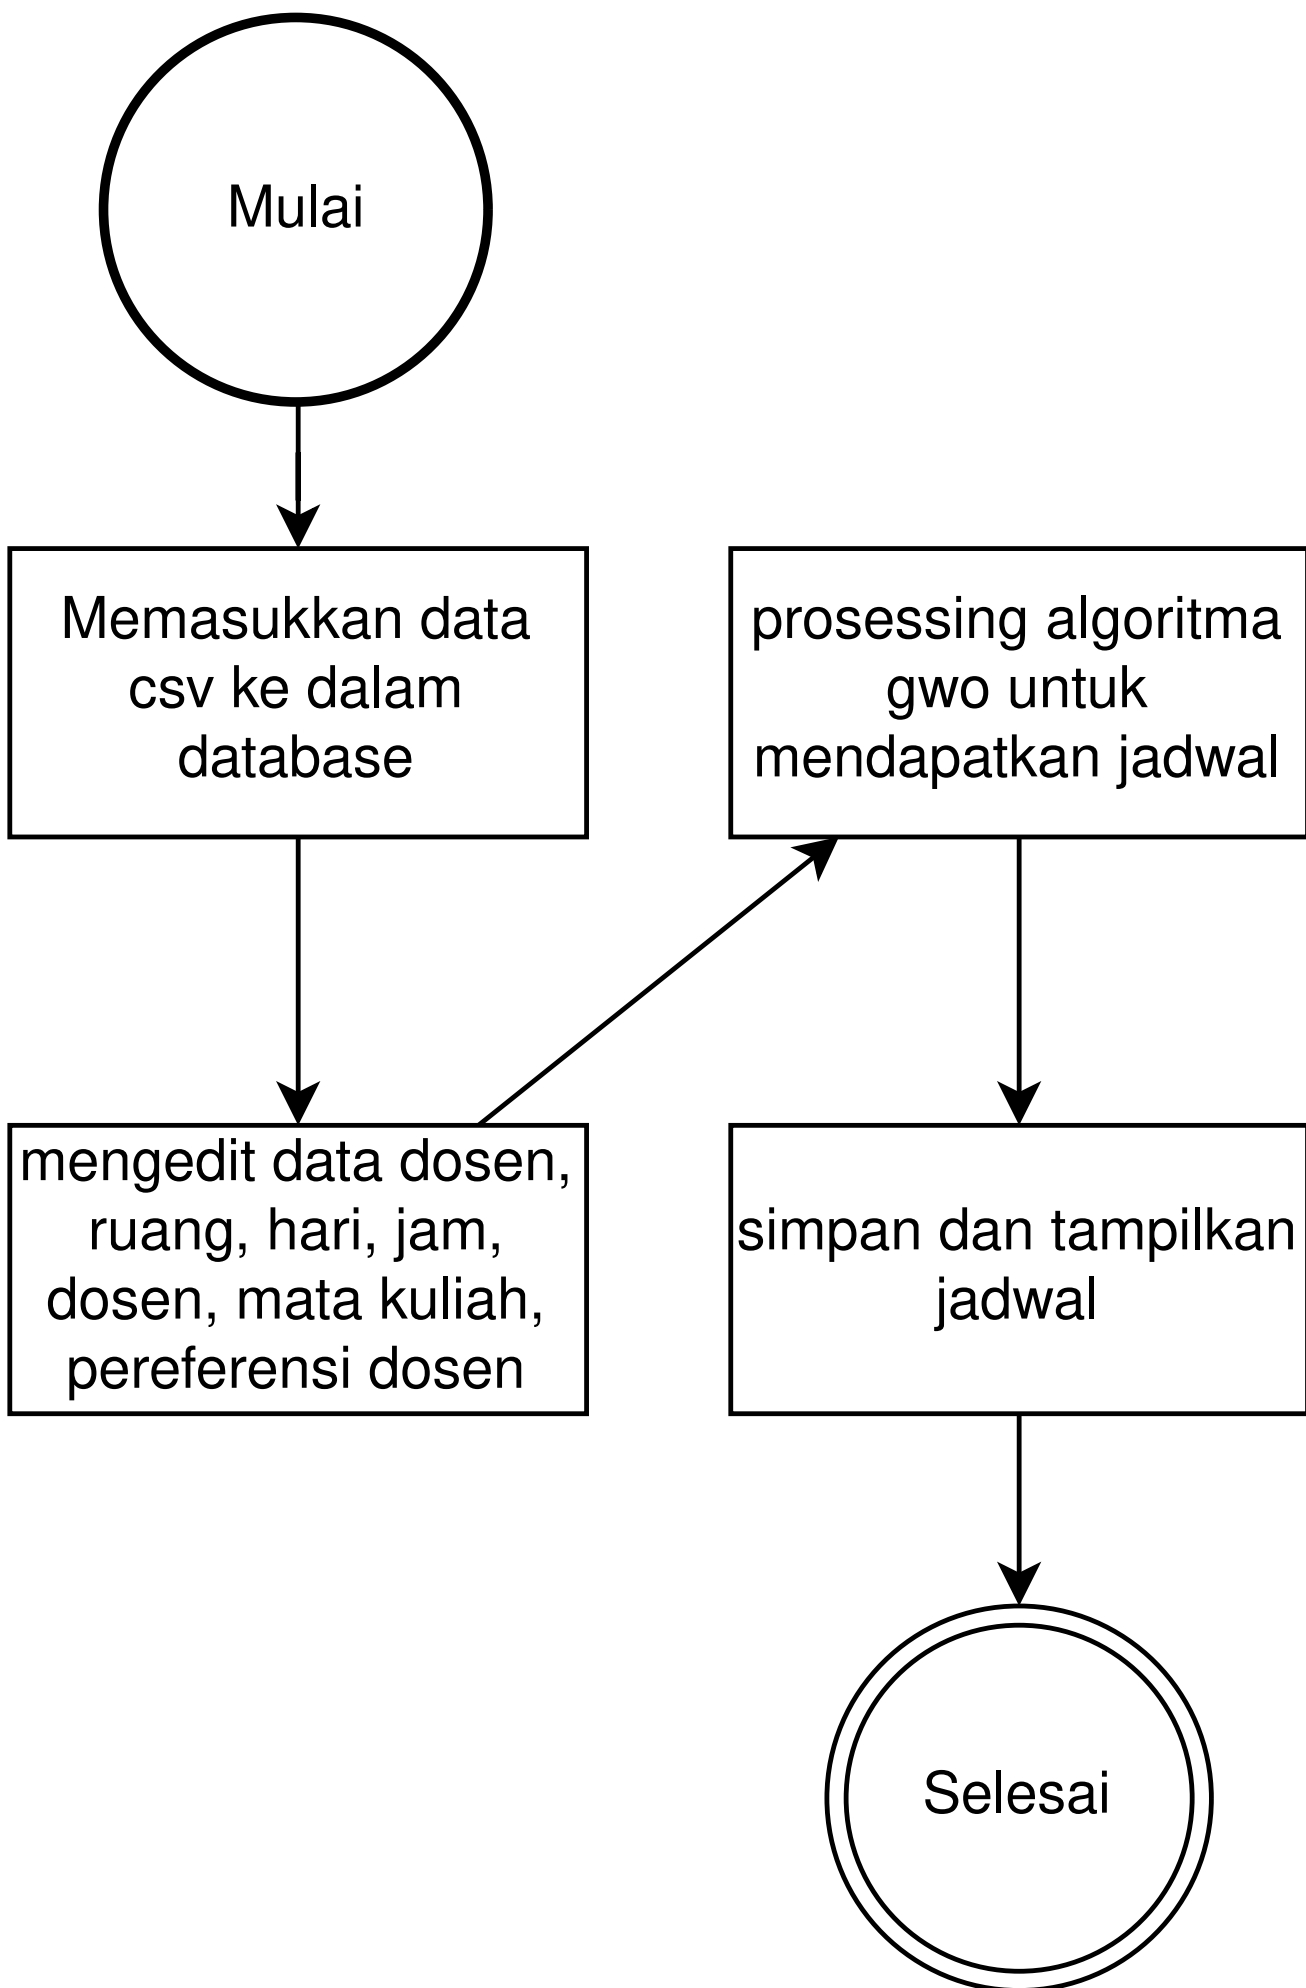 Mulai
Memasukkan data
csv ke dalam
database
mengedit data dosen,
ruang, hari, jam,
dosen, mata kuliah,
pereferensi dosen
prosessing algoritma
gwo untuk
mendapatkan jadwal
simpan dan tampilkan
jadwal
Selesai